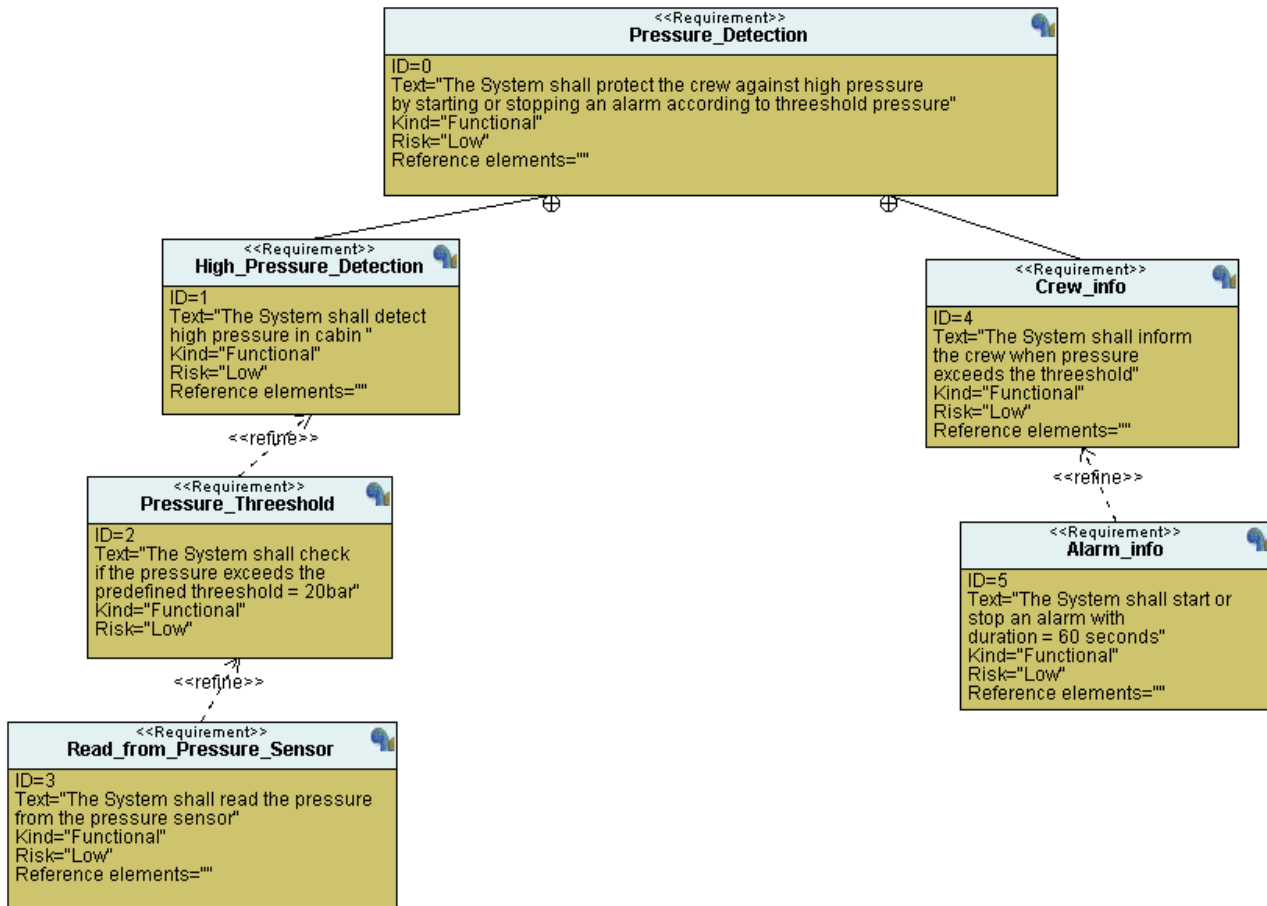 <<Requirement>>
Pressure_Detection
ID=0
Text="The System shall protect the crew against high pressure
by starting or stopping an alarm according to threeshold pressure"
Kind="Functional"
Risk="Low"
Reference elements=""
<<Requirement>>
High_Pressure_Detection
ID=1
Text="The System shall detect
high pressure in cabin "
Kind="Functional"
Risk="Low"
Reference elements=""
<<Requirement>>
Crew_info
ID=4
Text="The System shall inform
the crew when pressure
exceeds the threeshold"
Kind="Functional"
Risk="Low"
Reference elements=""
<<refine>>
<<refine>>
<<Requirement>>
Pressure_Threeshold
ID=2
Text="The System shall check
if the pressure exceeds the
predefined threeshold = 20bar"
Kind="Functional"
Risk="Low"
<<Requirement>>
Alarm_info
ID=5
Text="The System shall start or
stop an alarm with
duration = 60 seconds"
Kind="Functional"
Risk="Low"
Reference elements=""
<<refine>>
<<Requirement>>
Read_from_Pressure_Sensor
ID=3
Text="The System shall read the pressure
from the pressure sensor"
Kind="Functional"
Risk="Low"
Reference elements=""